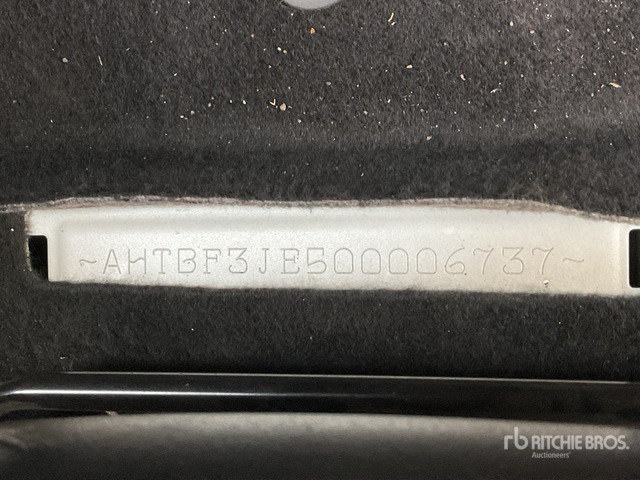 ~AHTBF3JE500006737~
rb RITCHIE BROS.
Auctioneers